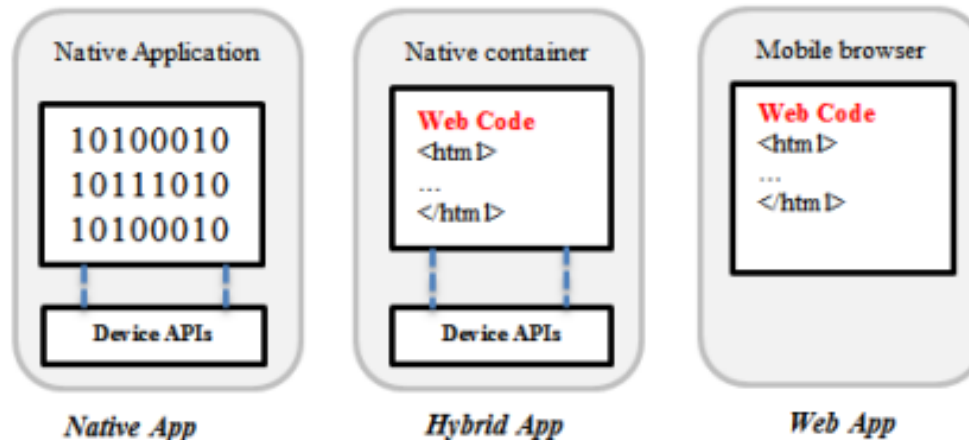 Native Application
10100010
10111010
10100010
Device APIs
Native App
Native container
Web Code
<html>
...
</html>
Device APIs
Hybrid App
Mobile browser
Web Code
<html>
...
</html>
Web App